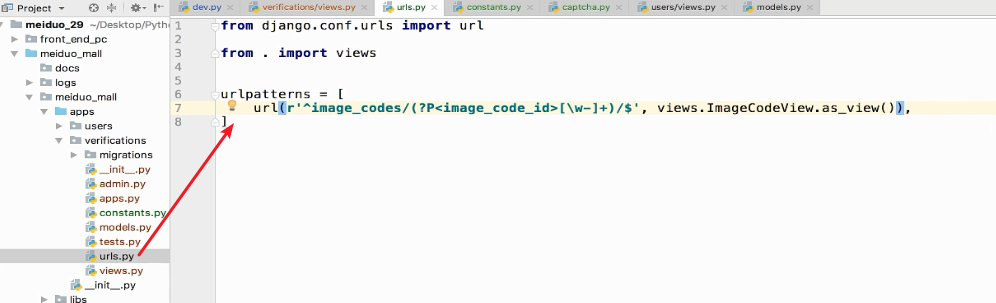 Project
dev.py
verifications/views.py
urls.py
constants.py
captcha.py
users/views.py
models.py
meiduo_29 ~/Desktop/Pytho
front_end_pc
meiduo_mall
docs
logs
meiduo_mall
apps
users
verifications
migrations
__init__.py
admin.py
apps.py
constants.py
models.py
tests.py
urls.py
views.py
__init__.py
libs
1 from django.conf.urls import url
2
3 from . import views
4
5
6 urlpatterns = [
7 url(r'^image_codes/(?P<image_code_id>[\w-]+)/$', views.ImageCodeView.as_view()),
8 ]